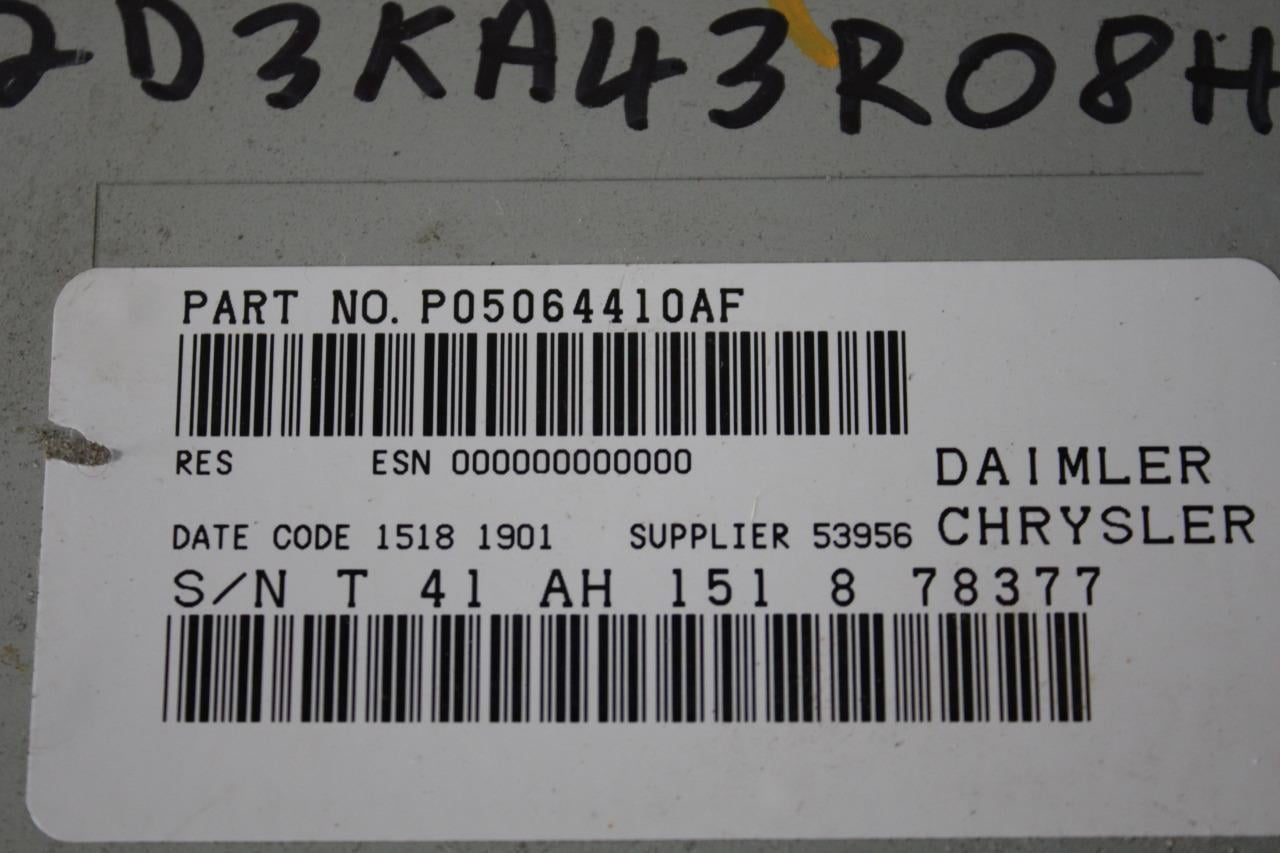 2D3KA43R08H
PART NO. P05064410AF
RES ESN 000000000000
DAIMLER
CHRYSLER
DATE CODE 1518 1901 SUPPLIER 53956
S/N T 41 AH 151 8 78377